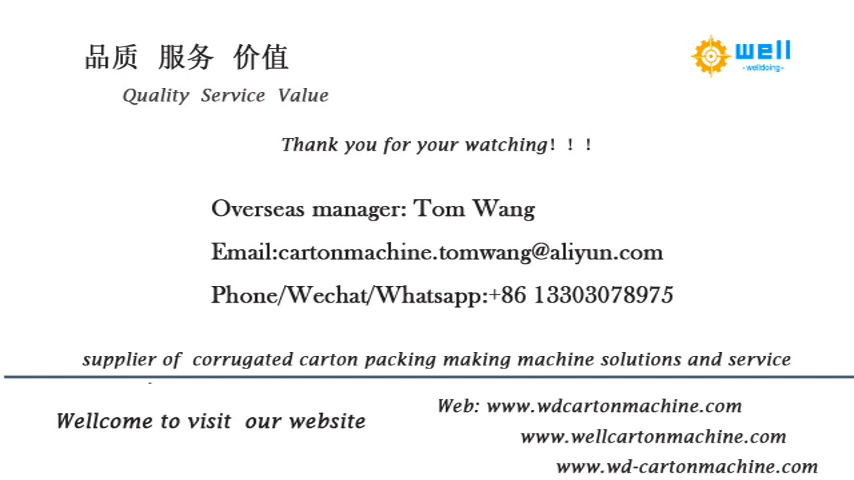 品质 服务 价值
well
-welldoing-
Quality Service Value
Thank you for your watching！！！
Overseas manager: Tom Wang
Email:cartonmachine.tomwang@aliyun.com
Phone/Wechat/Whatsapp:+86 13303078975
supplier of corrugated carton packing making machine solutions and service
Wellcome to visit our website
Web: www.wdcartonmachine.com
www.wellcartonmachine.com
www.wd-cartonmachine.com